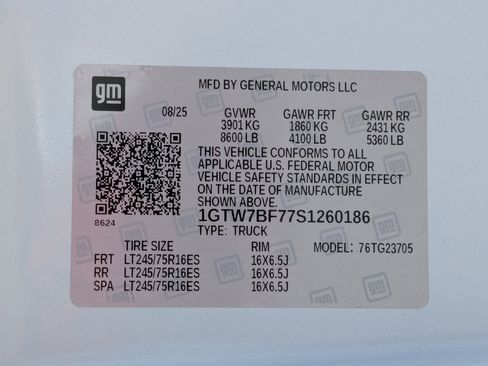 gm
MFD BY GENERAL MOTORS LLC
08/25 GVWR GAWR FRT GAWR RR
3901 KG 1860 KG 2431 KG
8600 LB 4100 LB 5360 LB
THIS VEHICLE CONFORMS TO ALL
APPLICABLE U.S. FEDERAL MOTOR
VEHICLE SAFETY STANDARDS IN EFFECT
ON THE DATE OF MANUFACTURE
SHOWN ABOVE.
8624
1GTW7BF77S1260186
TYPE: TRUCK
TIRE SIZE RIM MODEL: 76TG23705
FRT LT245/75R16ES 16X6.5J
RR LT245/75R16ES 16X6.5J
SPA LT245/75R16ES 16X6.5J